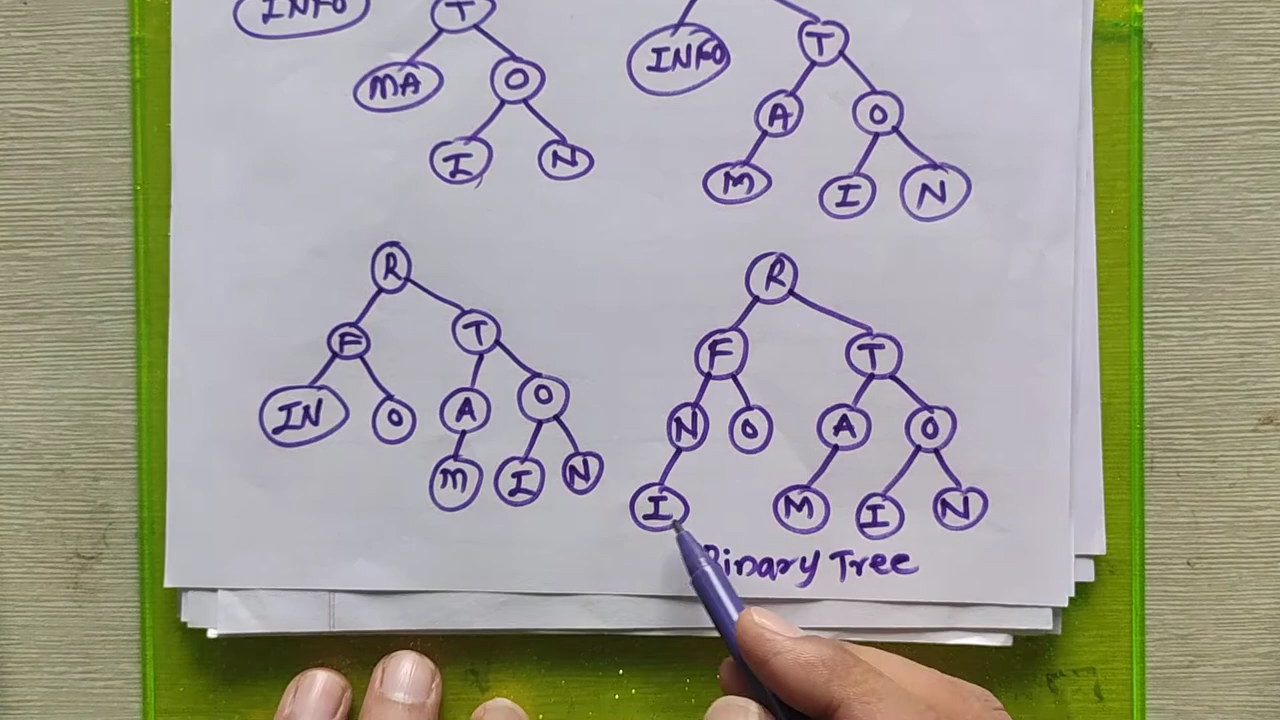 INFO T
MA O
I N
INFO T
A O
M I N
R
F T
IN O A O
M I N
R
F T
N O A O
I M I N
Binary Tree